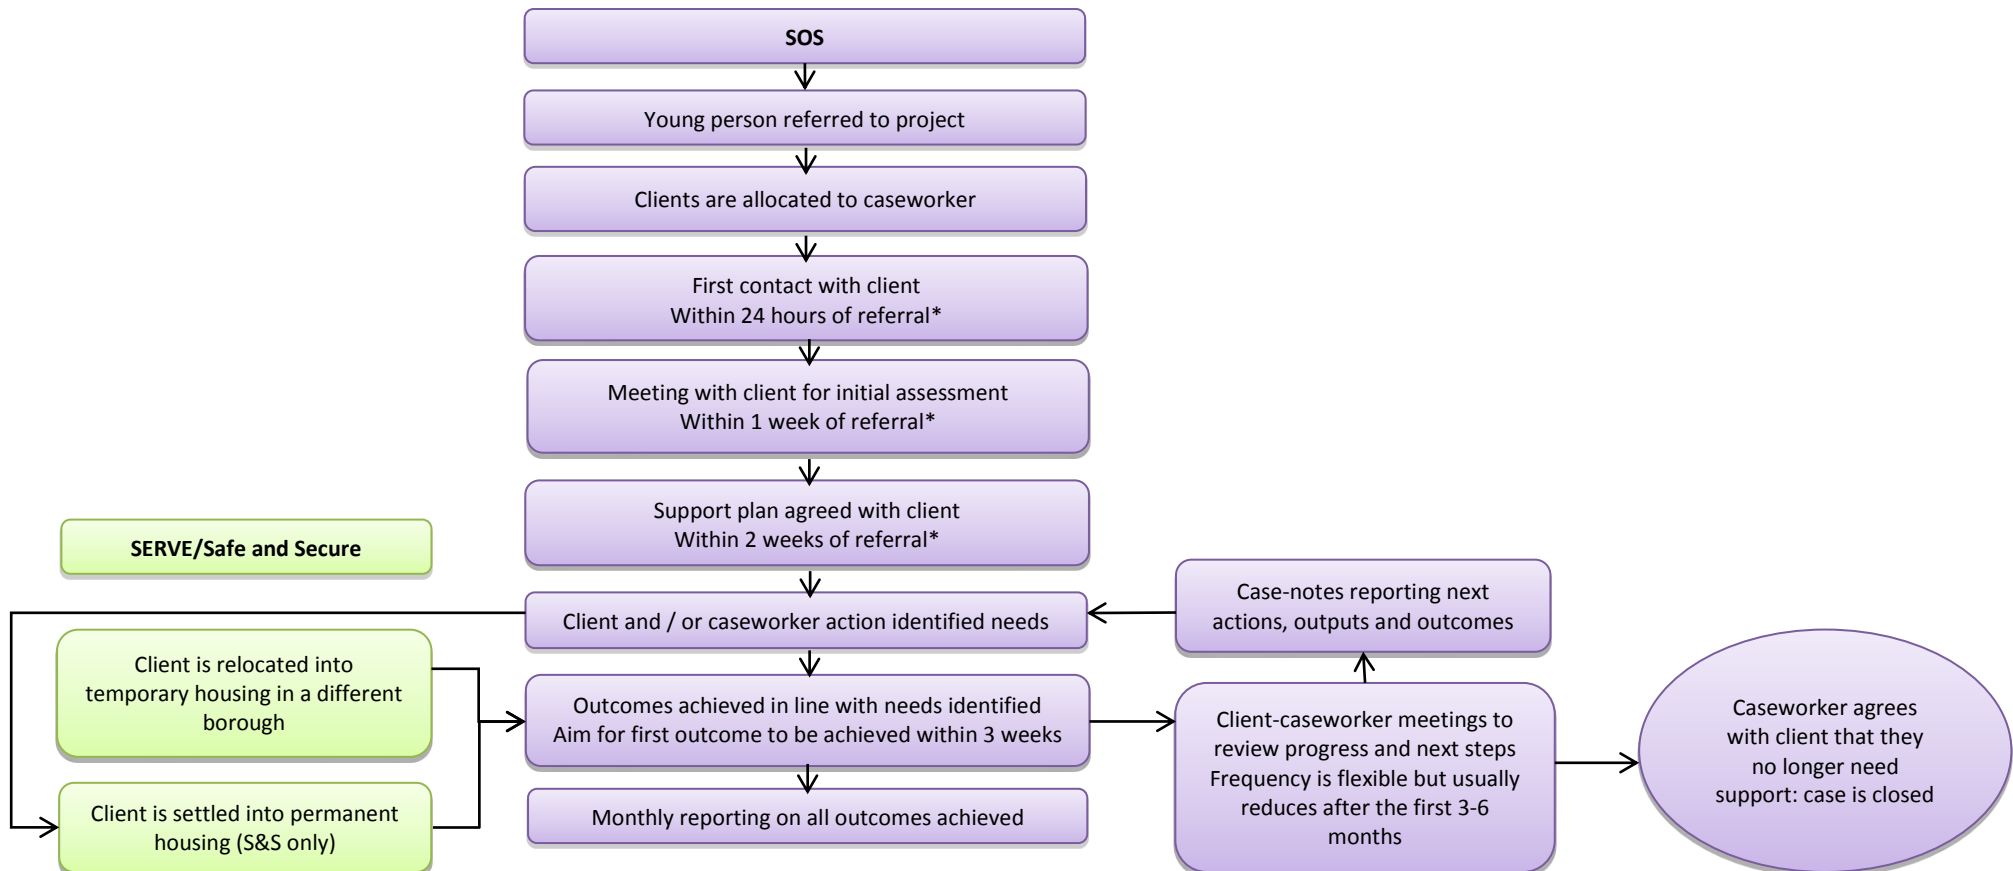 SOS
Young person referred to project
Clients are allocated to caseworker
First contact with client
Within 24 hours of referral*
Meeting with client for initial assessment
Within 1 week of referral*
Support plan agreed with client
Within 2 weeks of referral*
SERVE/Safe and Secure
Client and / or caseworker action identified needs
Case-notes reporting next
actions, outputs and outcomes
Client is relocated into
temporary housing in a different
borough
Outcomes achieved in line with needs identified
Aim for first outcome to be achieved within 3 weeks
Client-caseworker meetings to
review progress and next steps
Frequency is flexible but usually
reduces after the first 3-6
months
Caseworker agrees
with client that they
no longer need
support: case is closed
Client is settled into permanent
housing (S&S only)
Monthly reporting on all outcomes achieved